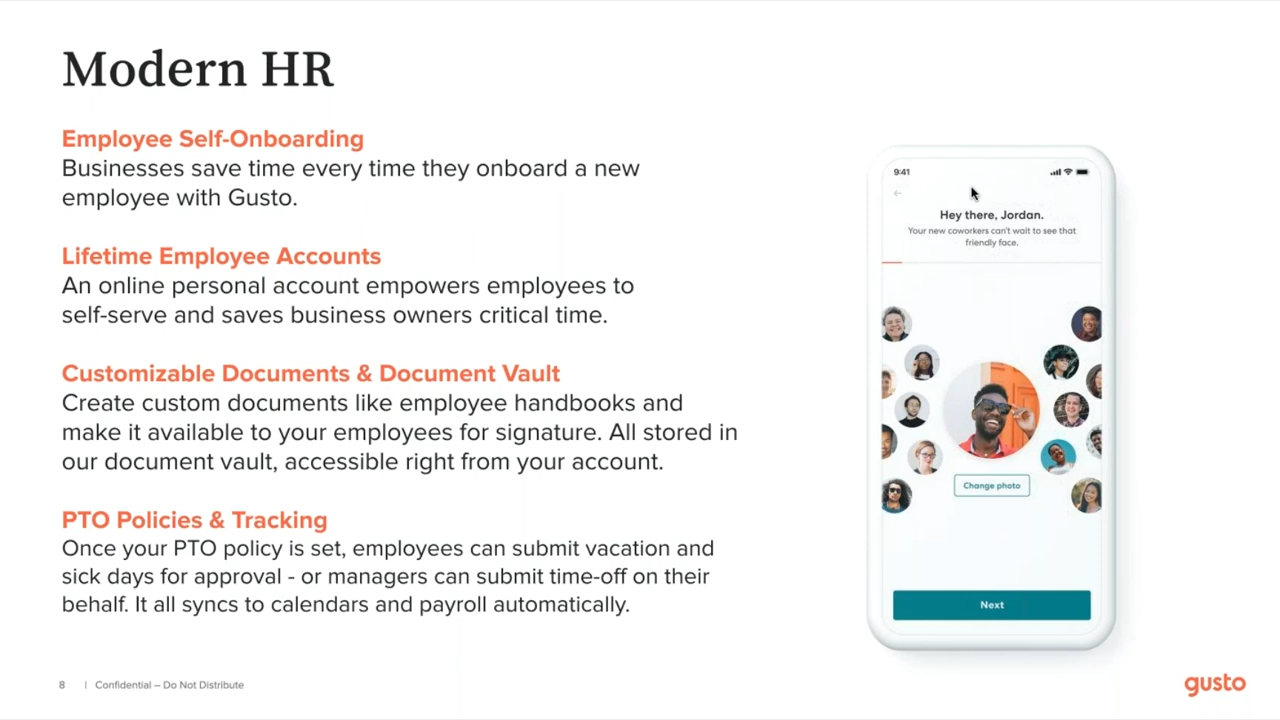 Modern HR
Employee Self-Onboarding
Businesses save time every time they onboard a new
employee with Gusto.
Lifetime Employee Accounts
An online personal account empowers employees to
self-serve and saves business owners critical time.
Customizable Documents & Document Vault
Create custom documents like employee handbooks and
make it available to your employees for signature. All stored in
our document vault, accessible right from your account.
PTO Policies & Tracking
Once your PTO policy is set, employees can submit vacation and
sick days for approval - or managers can submit time-off on their
behalf. It all syncs to calendars and payroll automatically.
9:41
Hey there, Jordan.
Your new coworkers can't wait to see that
friendly face.
Change photo
Next
8 | Confidential – Do Not Distribute
gusto